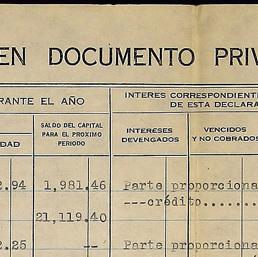 EN DOCUMENTO PRIV
RANTE EL AÑO
INTERES CORRESPONDIENT
DE ESTA DECLARA
DAD
SALDO DEL CAPITAL
PARA EL PROXIMO
PERIODO
INTERESES
DEVENGADOS
VENCIDOS
Y NO COBRADOS
2.94 1,981.46 Parte proporciona
---crédito.......
21,119.40
2.25 -- Parte proporciona